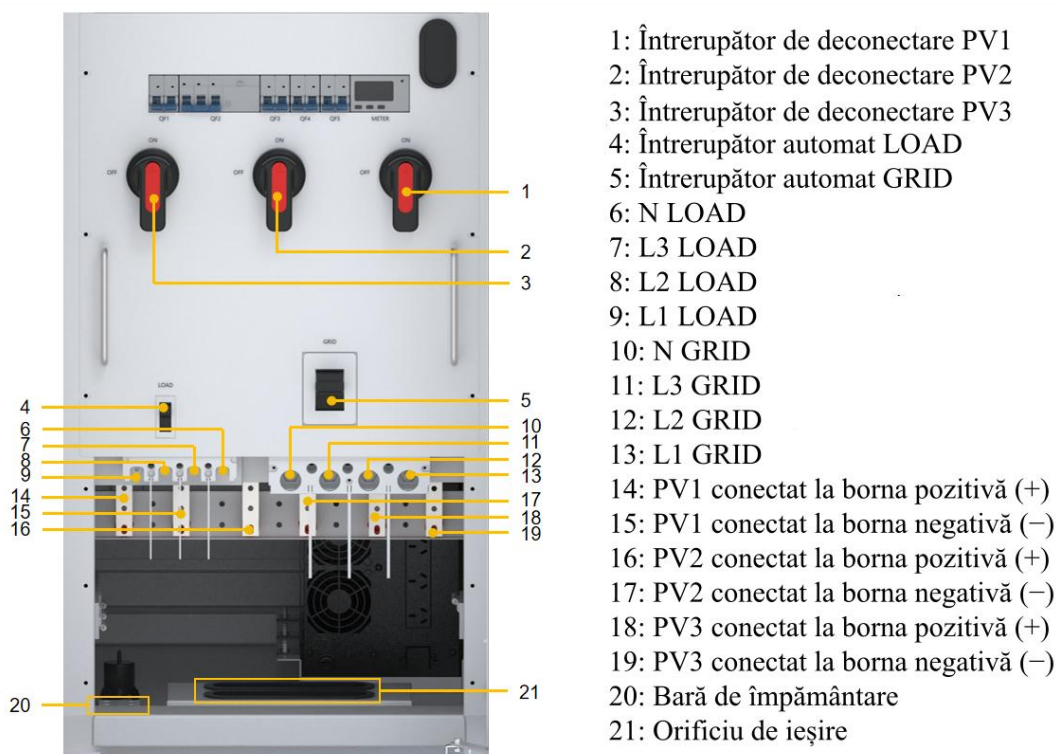 QF1 QF2 QF3 QF4 QF5 METER
ON ON ON
OFF OFF OFF
1
2
3
GRID
LOAD
4
5
6
7
8
9
10
11
12
13
14
15
16
17
18
19
20
21
1: Întrerupător de deconectare PV1
2: Întrerupător de deconectare PV2
3: Întrerupător de deconectare PV3
4: Întrerupător automat LOAD
5: Întrerupător automat GRID
6: N LOAD
7: L3 LOAD
8: L2 LOAD
9: L1 LOAD
10: N GRID
11: L3 GRID
12: L2 GRID
13: L1 GRID
14: PV1 conectat la borna pozitivă (+)
15: PV1 conectat la borna negativă (−)
16: PV2 conectat la borna pozitivă (+)
17: PV2 conectat la borna negativă (−)
18: PV3 conectat la borna pozitivă (+)
19: PV3 conectat la borna negativă (−)
20: Bară de împământare
21: Orificiu de ieșire